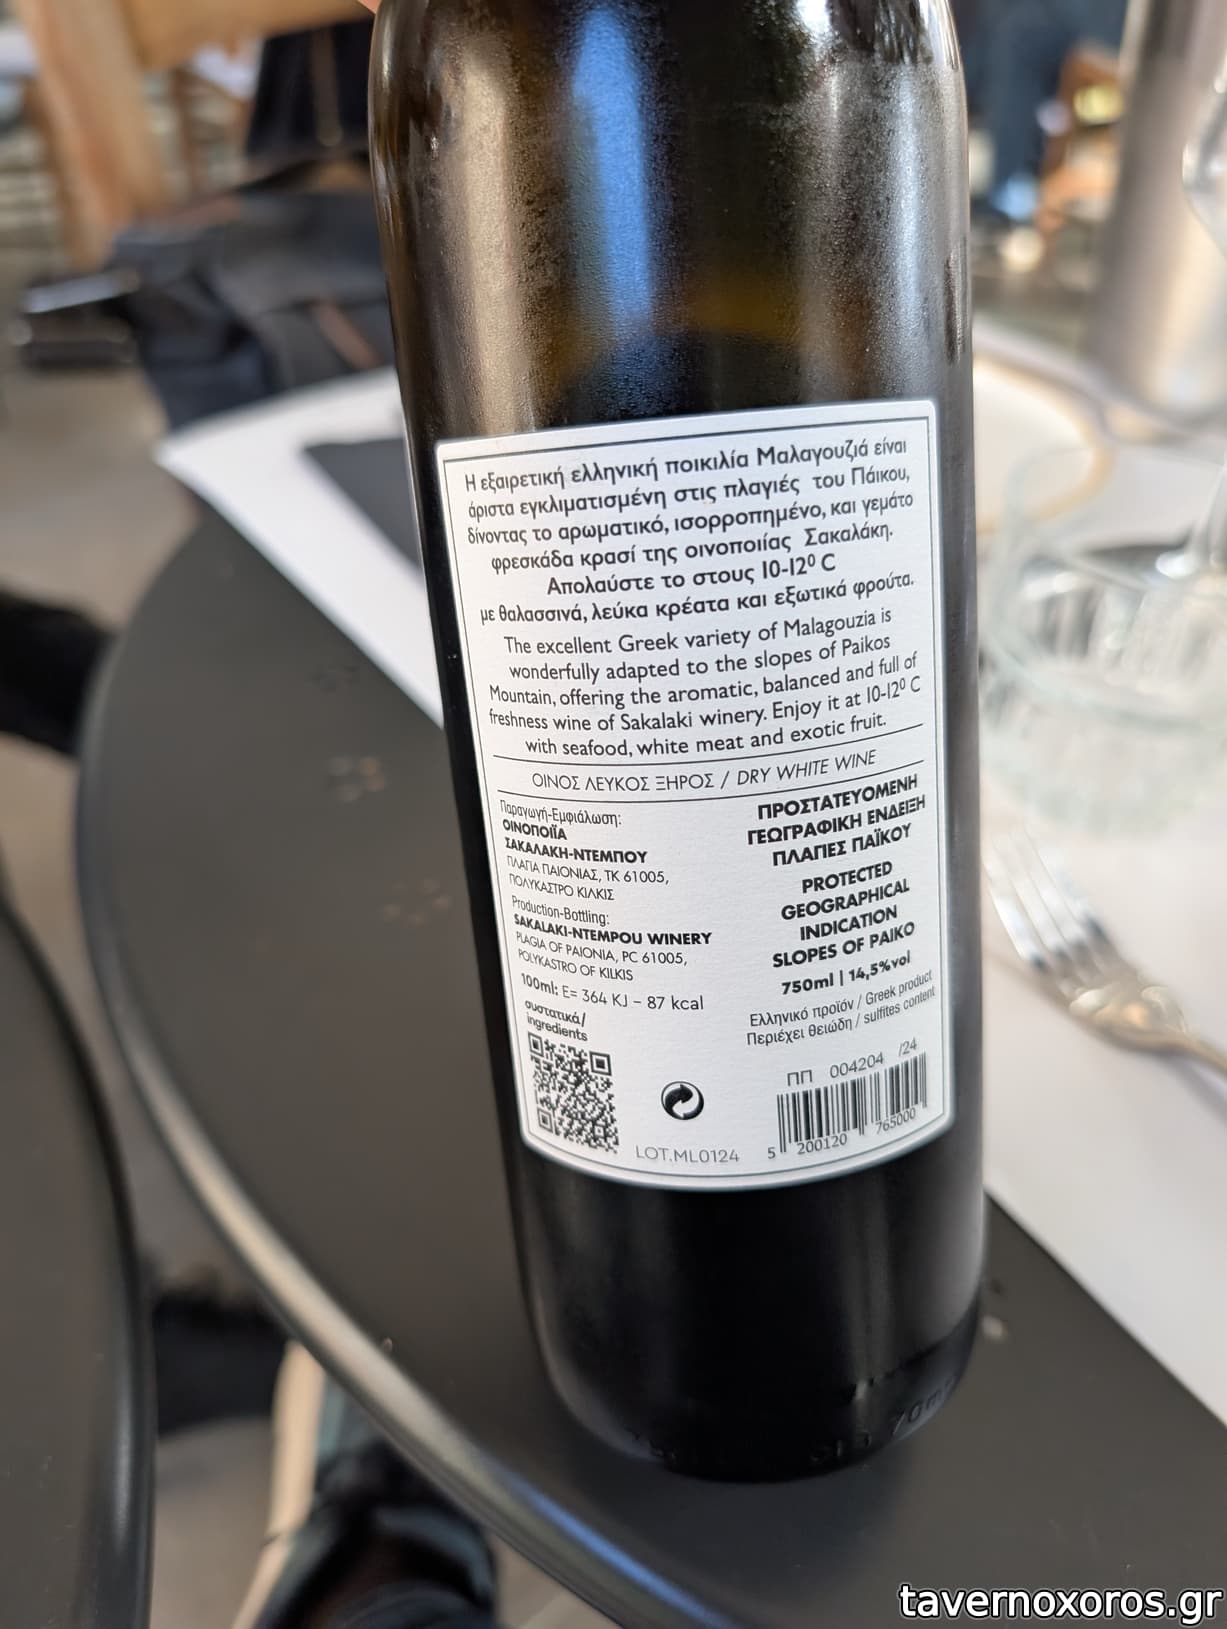 Η εξαιρετική ελληνική ποικιλία Μαλαγουζιά είναι
άριστα εγκλιματισμένη στις πλαγιές του Πάικου,
δίνοντας το αρωματικό, ισορροπημένο, και γεμάτο
φρεσκάδα κρασί της οινοποιίας Σακαλάκη.
Απολαύστε το στους 10-12⁰ C
με θαλασσινά, λεύκα κρέατα και εξωτικά φρούτα.
The excellent Greek variety of Malagouzia is
wonderfully adapted to the slopes of Paikos
Mountain, offering the aromatic, balanced and full of
freshness wine of Sakalaki winery. Enjoy it at 10-12⁰ C
with seafood, white meat and exotic fruit.
ΟΙΝΟΣ ΛΕΥΚΟΣ ΞΗΡΟΣ / DRY WHITE WINE
Παραγωγή-Εμφιάλωση:
ΟΙΝΟΠΟΙΪΑ
ΣΑΚΑΛΑΚΗ-ΝΤΕΜΠΟΥ
ΠΛΑΓΙΑ ΠΑΙΟΝΙΑΣ, ΤΚ 61005,
ΠΟΛΥΚΑΣΤΡΟ ΚΙΛΚΙΣ
Production-Bottling:
SAKALAKI-NTEMPOU WINERY
PLAGIA OF PAIONIA, PC 61005,
POLYKASTRO OF KILKIS
100ml: E= 364 KJ – 87 kcal
συστατικά/
ingredients
ΠΡΟΣΤΑΤΕΥΟΜΕΝΗ
ΓΕΩΓΡΑΦΙΚΗ ΕΝΔΕΙΞΗ
ΠΛΑΓΙΕΣ ΠΑΪΚΟΥ
PROTECTED
GEOGRAPHICAL
INDICATION
SLOPES OF PAIKO
750ml | 14,5%vol
Ελληνικό προϊόν / Greek product
Περιέχει θειώδη / sulfites content
ΠΠ 004204 /24
5 200120 765000
LOT.ML0124
tavernoxoros.gr